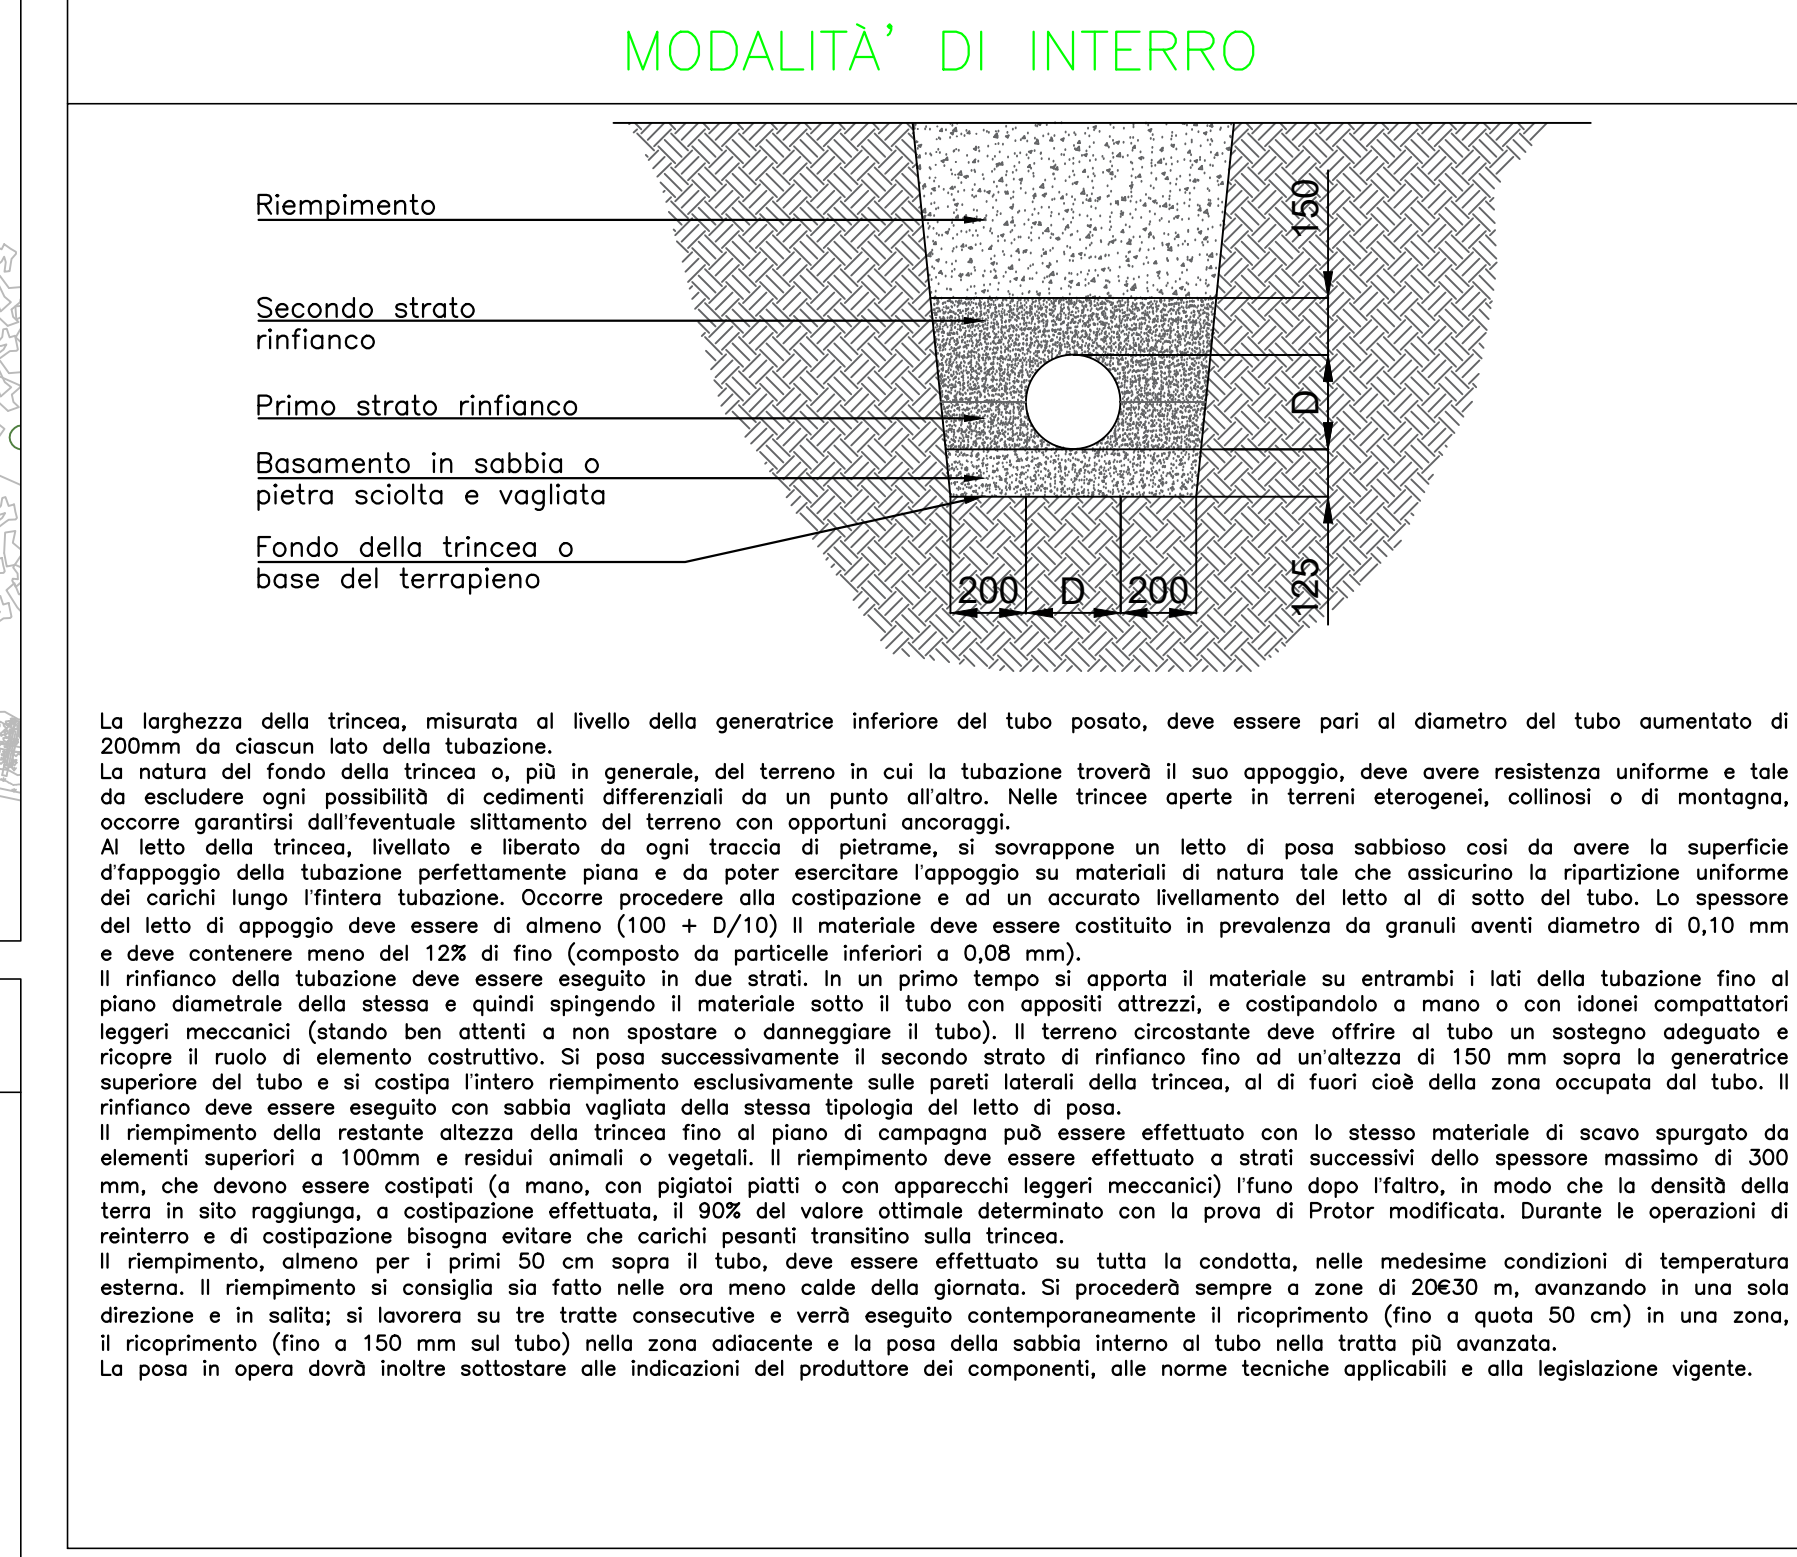 MODALITÀ' DI INTERRO
Riempimento
Secondo strato
rinfianco
Primo strato rinfianco
Basamento in sabbia o
pietra sciolta e vagliata
Fondo della trincea o
base del terrapieno
150
D
125
200 D 200
La larghezza della trincea, misurata al livello della generatrice inferiore del tubo posato, deve essere pari al diametro del tubo aumentato di
200mm da ciascun lato della tubazione.
La natura del fondo della trincea o, più in generale, del terreno in cui la tubazione troverà il suo appoggio, deve avere resistenza uniforme e tale
da escludere ogni possibilità di cedimenti differenziali da un punto all'altro. Nelle trincee aperte in terreni eterogenei, collinosi o di montagna,
occorre garantirsi dall'feventuale slittamento del terreno con opportuni ancoraggi.
Al letto della trincea, livellato e liberato da ogni traccia di pietrame, si sovrappone un letto di posa sabbioso cosi da avere la superficie
d'fappoggio della tubazione perfettamente piana e da poter esercitare l'appoggio su materiali di natura tale che assicurino la ripartizione uniforme
dei carichi lungo l'fintera tubazione. Occorre procedere alla costipazione e ad un accurato livellamento del letto al di sotto del tubo. Lo spessore
del letto di appoggio deve essere di almeno (100 + D/10) Il materiale deve essere costituito in prevalenza da granuli aventi diametro di 0,10 mm
e deve contenere meno del 12% di fino (composto da particelle inferiori a 0,08 mm).
Il rinfianco della tubazione deve essere eseguito in due strati. In un primo tempo si apporta il materiale su entrambi i lati della tubazione fino al
piano diametrale della stessa e quindi spingendo il materiale sotto il tubo con appositi attrezzi, e costipandolo a mano o con idonei compattatori
leggeri meccanici (stando ben attenti a non spostare o danneggiare il tubo). Il terreno circostante deve offrire al tubo un sostegno adeguato e
ricopre il ruolo di elemento costruttivo. Si posa successivamente il secondo strato di rinfianco fino ad un'altezza di 150 mm sopra la generatrice
superiore del tubo e si costipa l'intero riempimento esclusivamente sulle pareti laterali della trincea, al di fuori cioè della zona occupata dal tubo. Il
rinfianco deve essere eseguito con sabbia vagliata della stessa tipologia del letto di posa.
Il riempimento della restante altezza della trincea fino al piano di campagna può essere effettuato con lo stesso materiale di scavo spurgato da
elementi superiori a 100mm e residui animali o vegetali. Il riempimento deve essere effettuato a strati successivi dello spessore massimo di 300
mm, che devono essere costipati (a mano, con pigiatoi piatti o con apparecchi leggeri meccanici) l'funo dopo l'faltro, in modo che la densità della
terra in sito raggiunga, a costipazione effettuata, il 90% del valore ottimale determinato con la prova di Protor modificata. Durante le operazioni di
reinterro e di costipazione bisogna evitare che carichi pesanti transitino sulla trincea.
Il riempimento, almeno per i primi 50 cm sopra il tubo, deve essere effettuato su tutta la condotta, nelle medesime condizioni di temperatura
esterna. Il riempimento si consiglia sia fatto nelle ora meno calde della giornata. Si procederà sempre a zone di 20€30 m, avanzando in una sola
direzione e in salita; si lavorera su tre tratte consecutive e verrà eseguito contemporaneamente il ricoprimento (fino a quota 50 cm) in una zona,
il ricoprimento (fino a 150 mm sul tubo) nella zona adiacente e la posa della sabbia interno al tubo nella tratta più avanzata.
La posa in opera dovrà inoltre sottostare alle indicazioni del produttore dei componenti, alle norme tecniche applicabili e alla legislazione vigente.